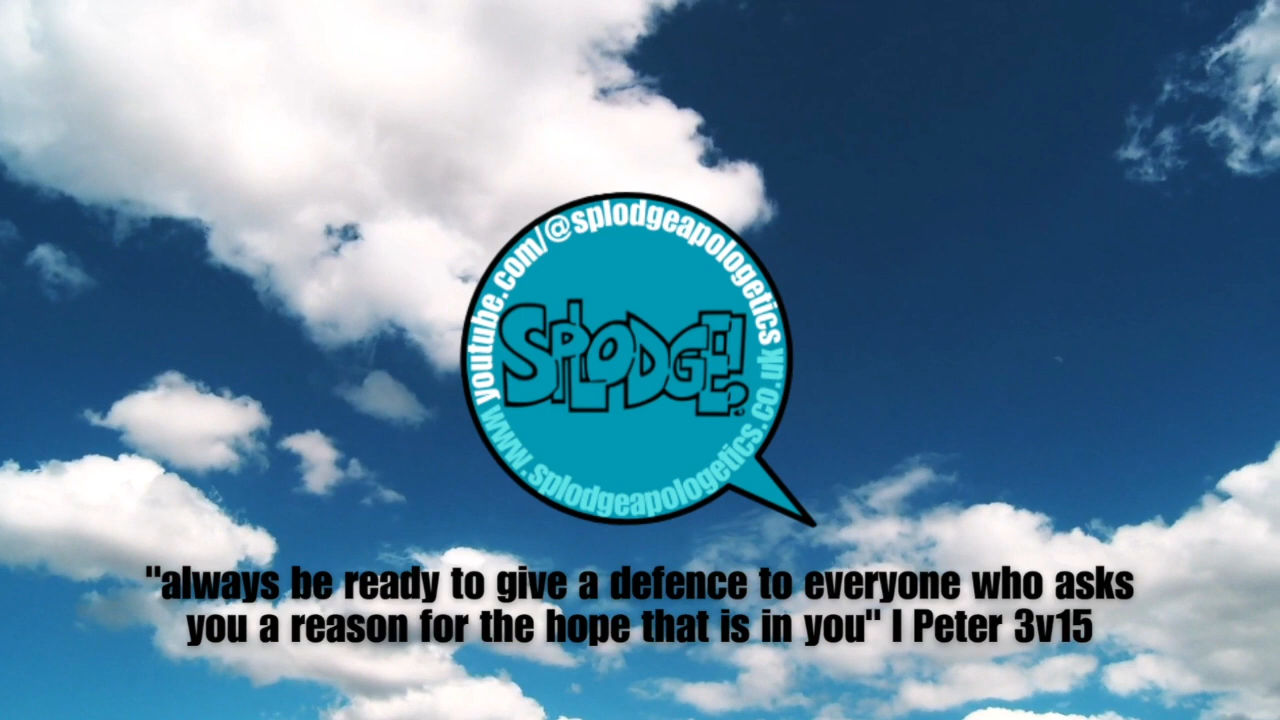 youtube.com/@splodgeapologetics
SPLODGE!
www.splodgeapologetics.co.uk
"always be ready to give a defence to everyone who asks
you a reason for the hope that is in you" I Peter 3v15